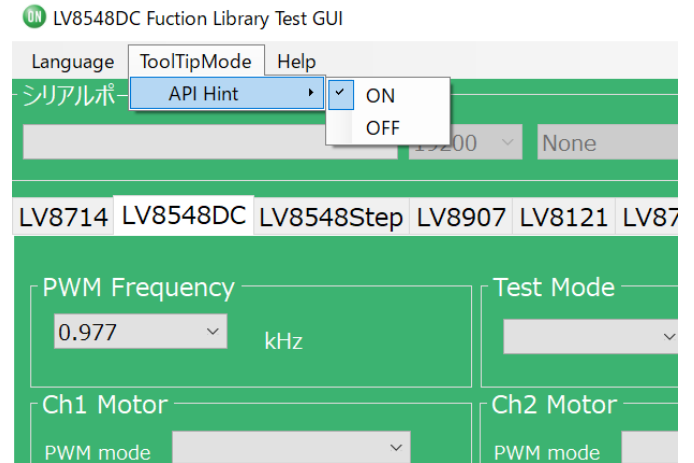 ON LV8548DC Fuction Library Test GUI
Language ToolTipMode Help
シリアルポ API Hint ON
OFF
19200 None
LV8714 LV8548DC LV8548Step LV8907 LV8121 LV87
PWM Frequency Test Mode
0.977 kHz
Ch1 Motor Ch2 Motor
PWM mode PWM mode